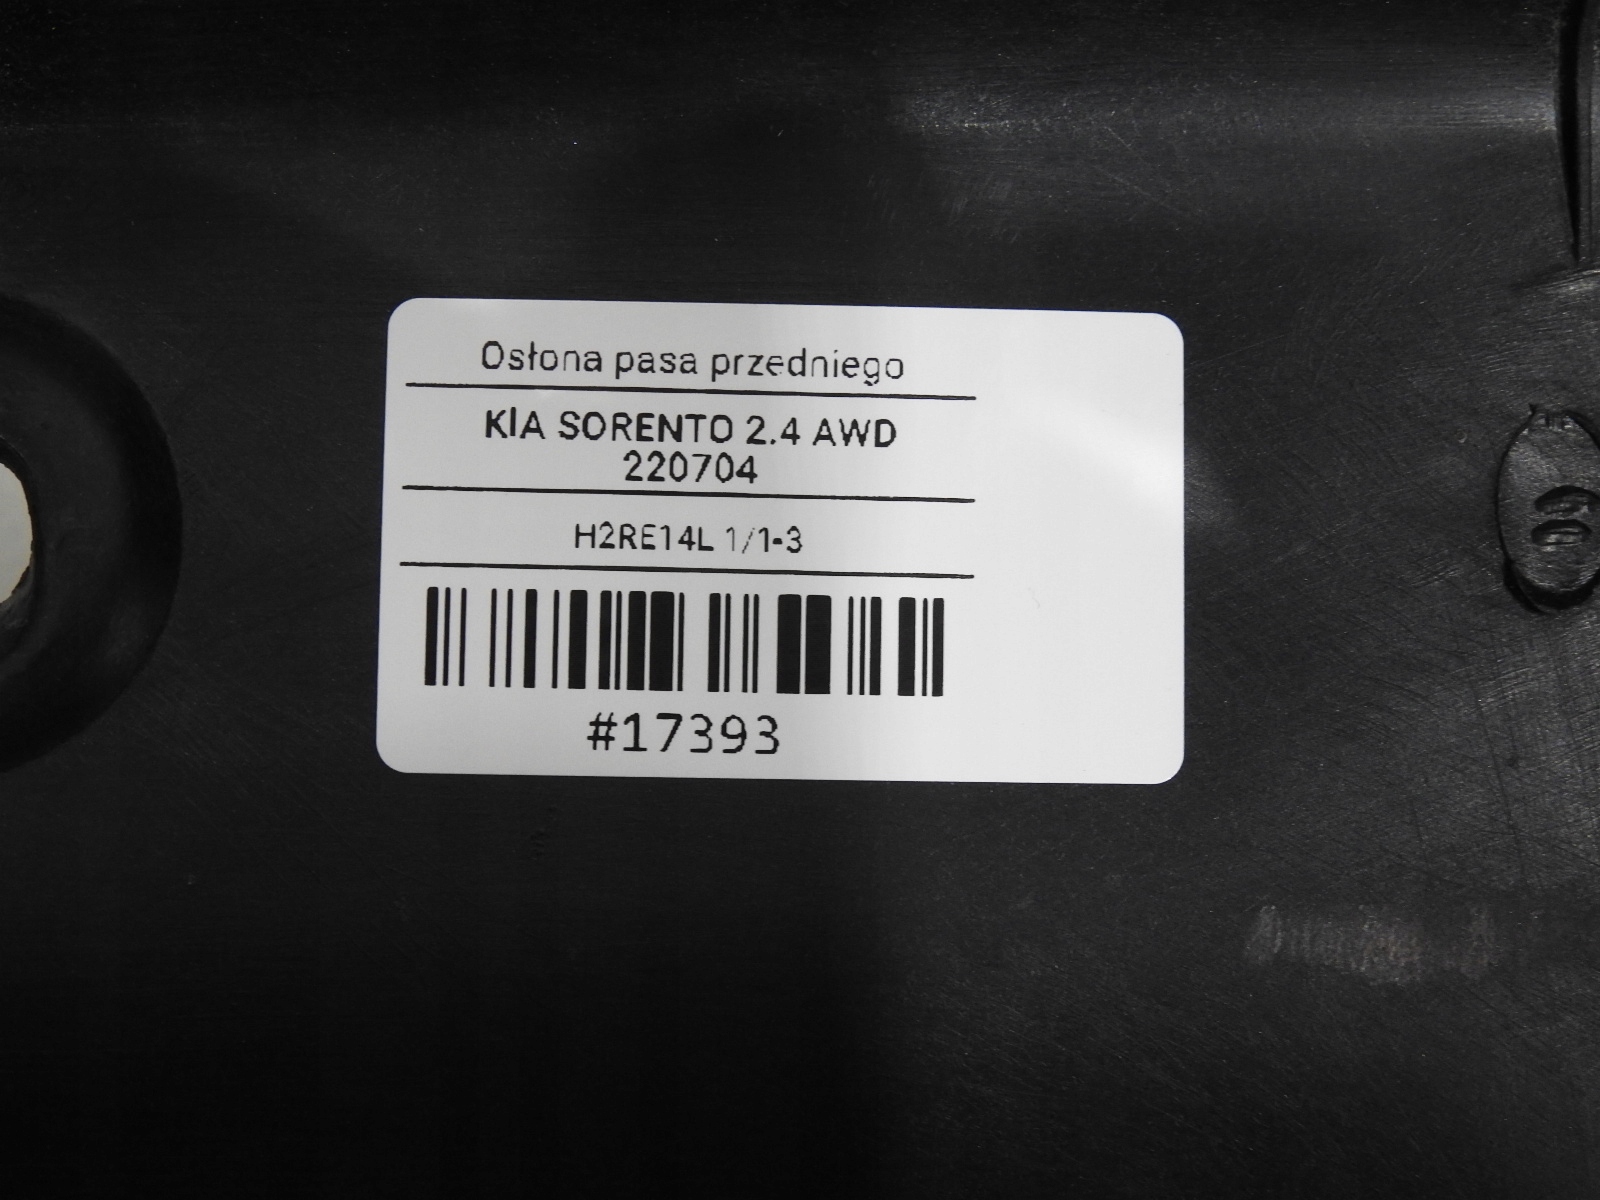 Osłona pasa przedniego
KIA SORENTO 2.4 AWD
220704
H2RE14L 1/1-3
#17393